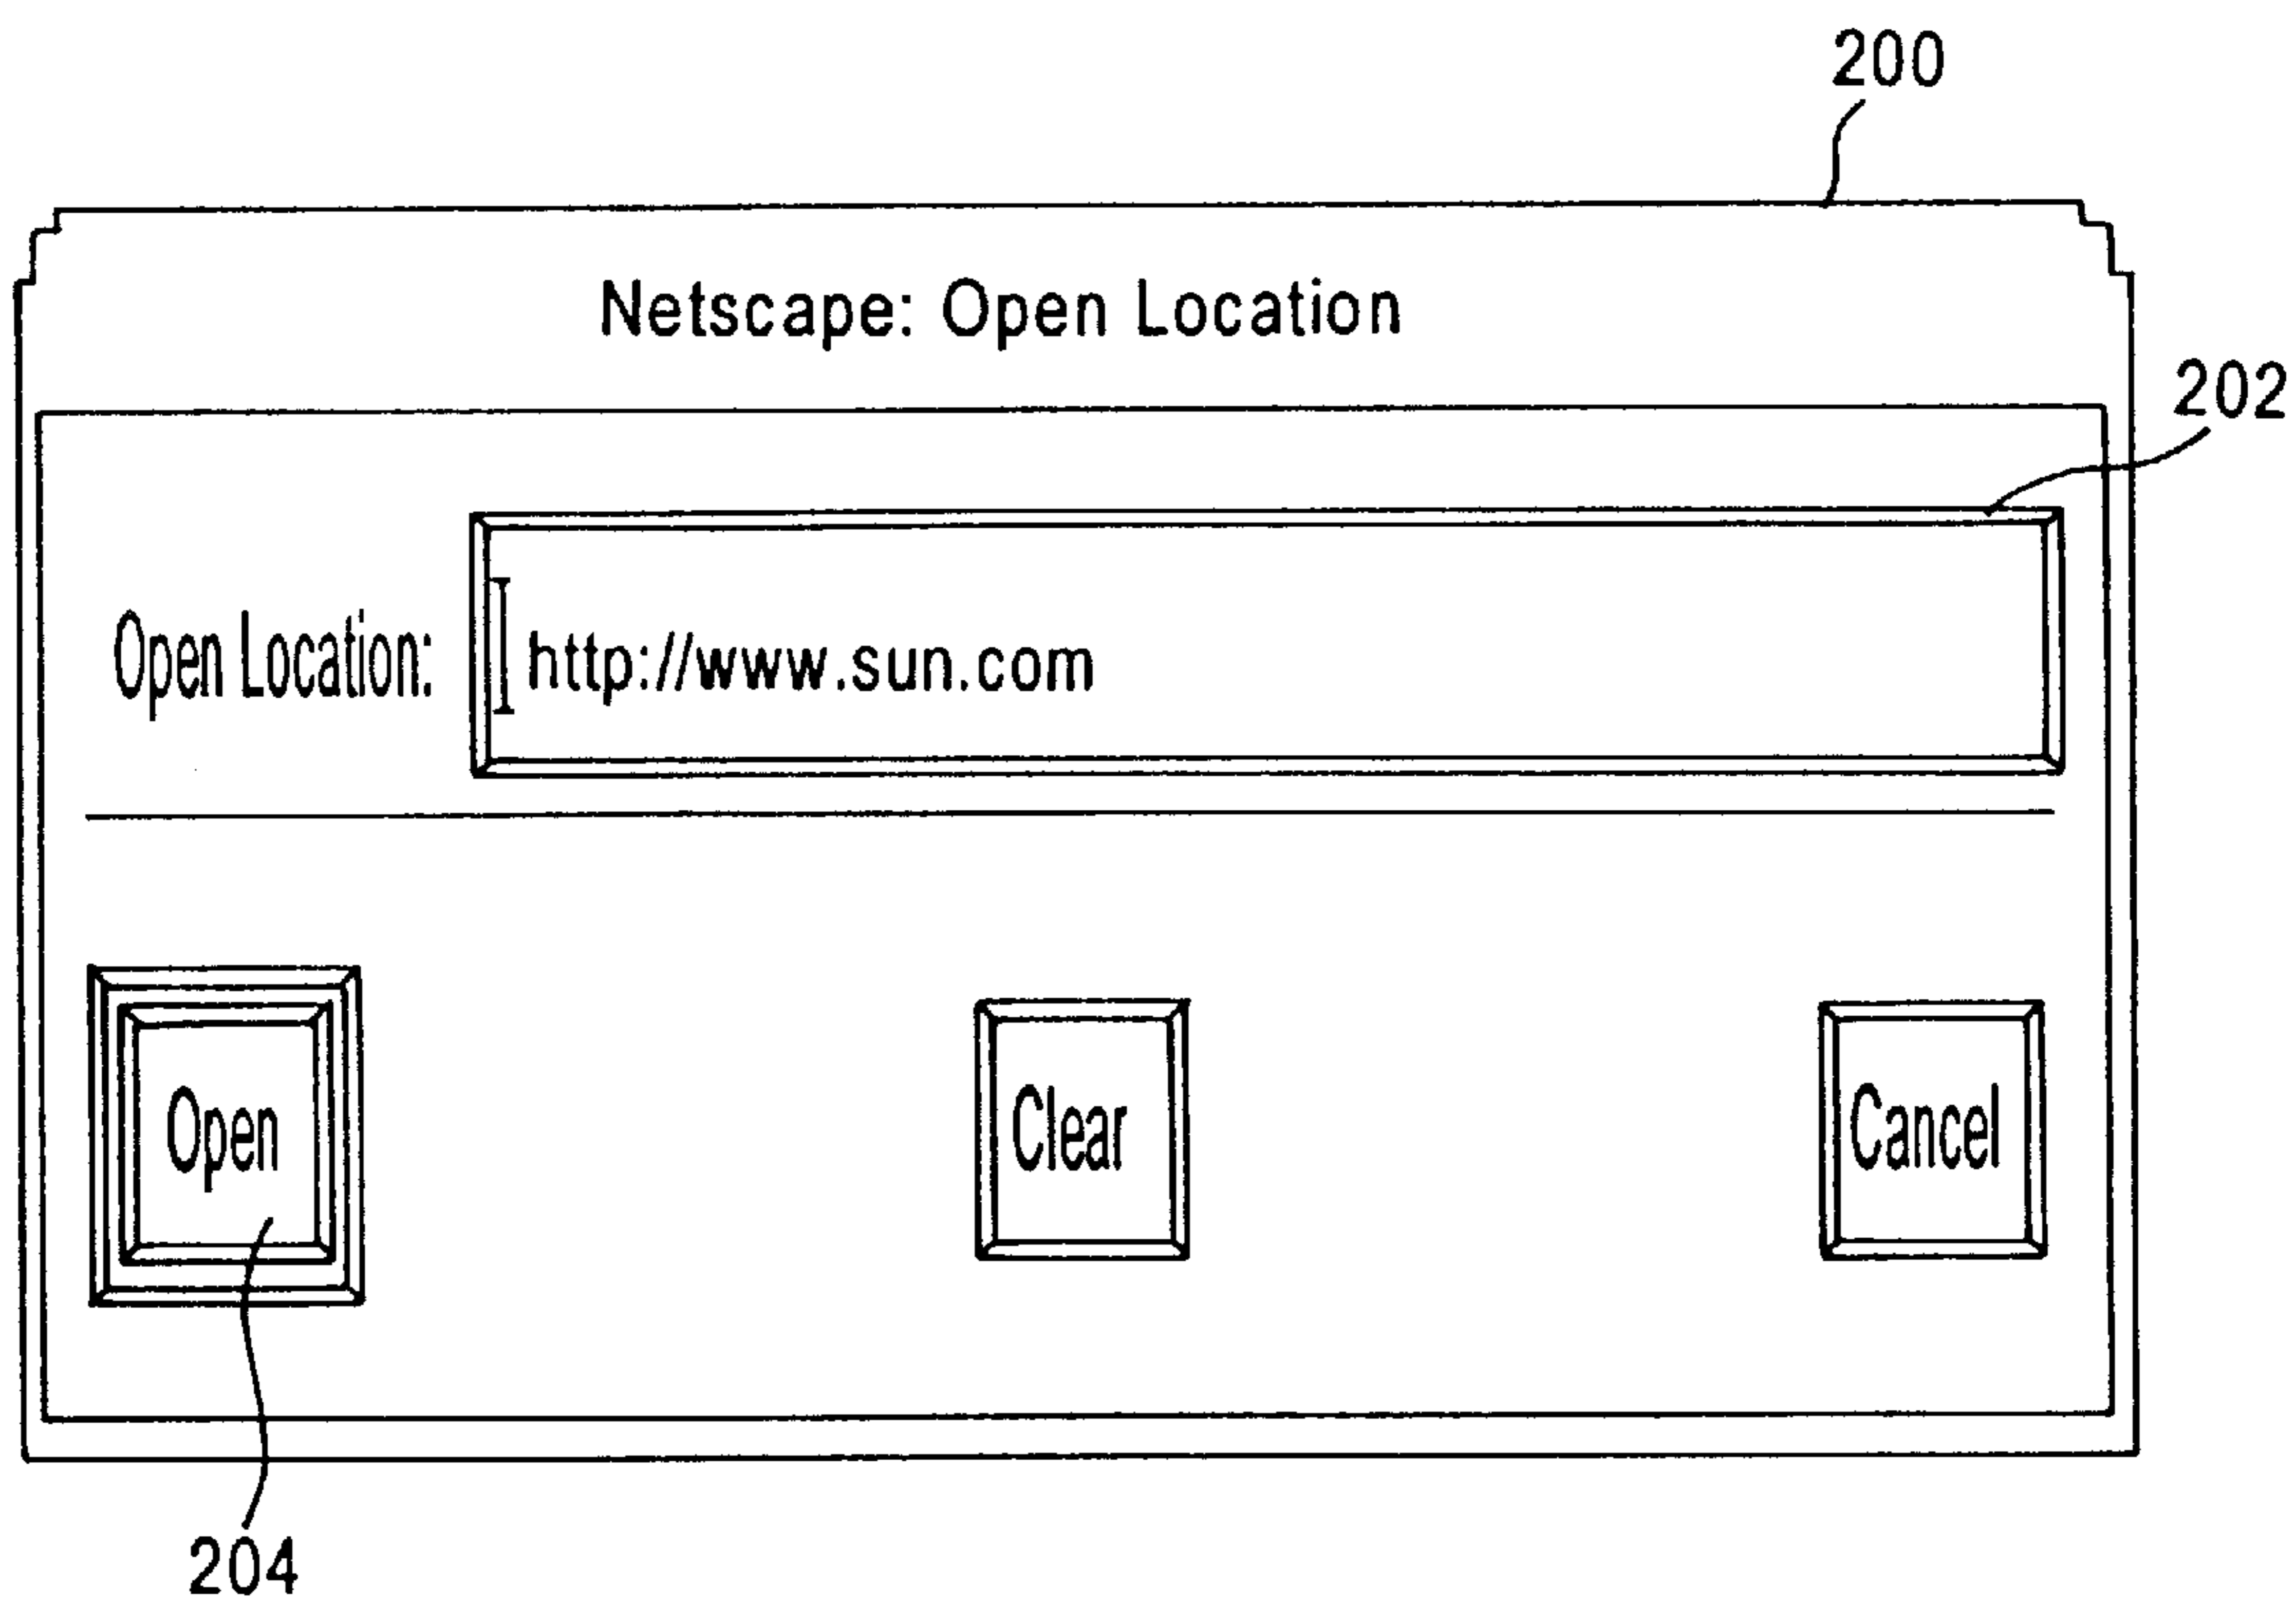 200
Netscape: Open Location
202
Open Location: http://www.sun.com
Open Clear Cancel
204